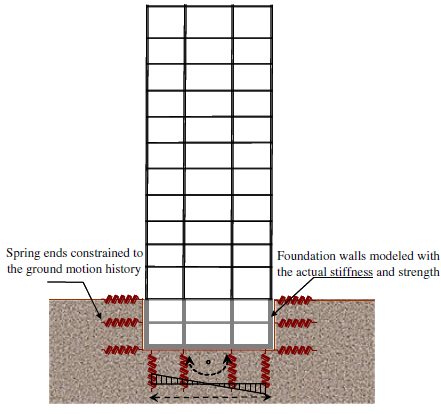 Spring ends constrained to
the ground motion history
Foundation walls modeled with
the actual stiffness and strength